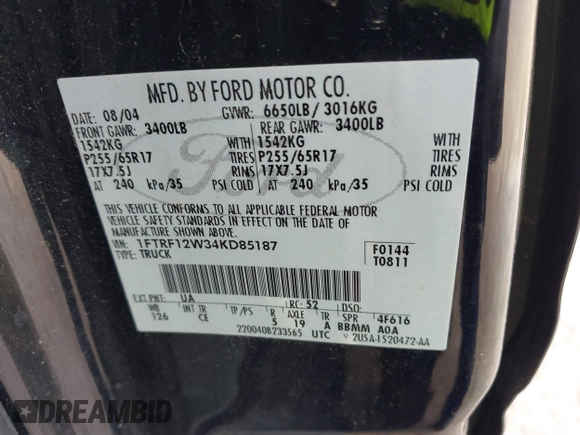 MFD. BY FORD MOTOR CO.
DATE: 08/04 GVWR: 6650LB/ 3016KG
FRONT GAWR: 3400LB REAR GAWR: 3400LB
1542KG WITH 1542KG WITH
P255/65R17 TIRES P255/65R17 TIRES
17X7.5J RIMS 17X7.5J RIMS
AT 240 kPa/35 PSI COLD AT 240 kPa/35 PSI COLD
Ford
THIS VEHICLE CONFORMS TO ALL APPLICABLE FEDERAL MOTOR
VEHICLE SAFETY STANDARDS IN EFFECT ON THE DATE OF
MANUFACTURE SHOWN ABOVE.
VIN: 1FTRF12W34KD85187 F0144
TYPE: TRUCK T0811
EXT PNT: UA RC: 52 DSO:
WB INT TR TP/PS R AXLE TR SPR 4F616
126 CE 5 19 A BBMM A0A
2200408233565 UTC 2U5A-1520472-AA
DREAMBID